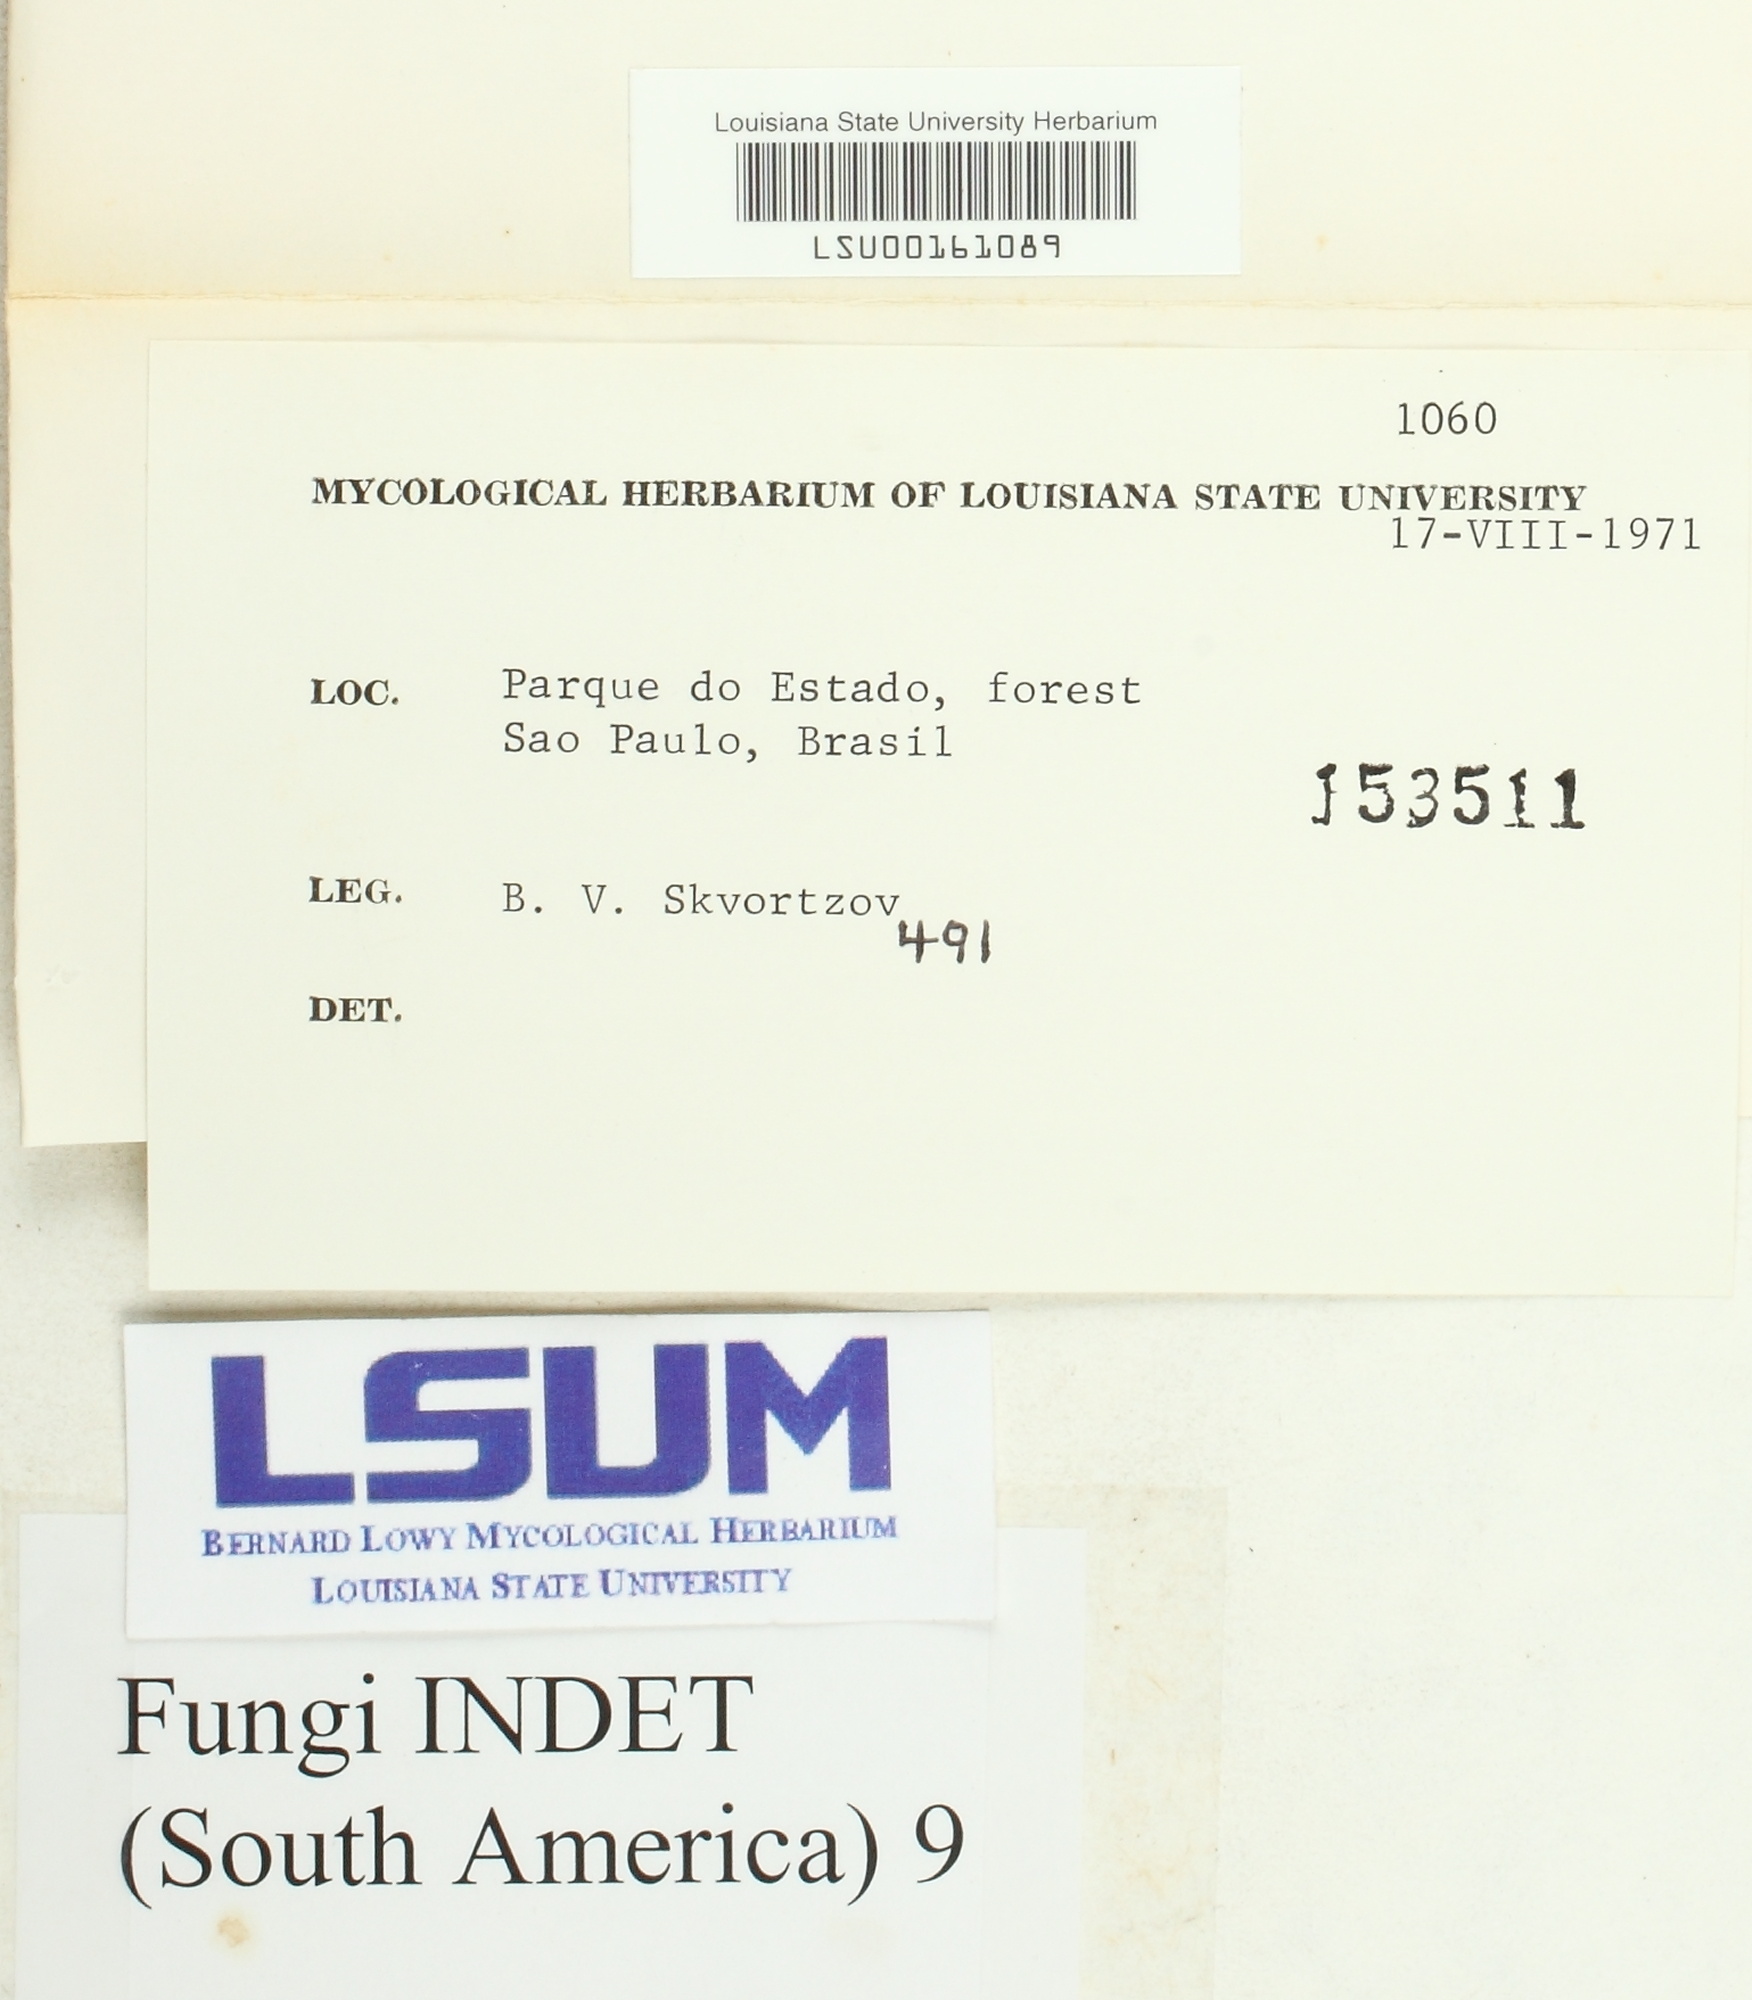 Louisiana State University Herbarium
LSU00161089
1060
MYCOLOGICAL HERBARIUM OF LOUISIANA STATE UNIVERSITY
17-VIII-1971
LOC. Parque do Estado, forest
Sao Paulo, Brasil
153511
LEG. B. V. Skvortzov
491
DET.
LSUM
BERNARD LOWY MYCOLOGICAL HERBARIUM
LOUISIANA STATE UNIVERSITY
Fungi INDET
(South America) 9